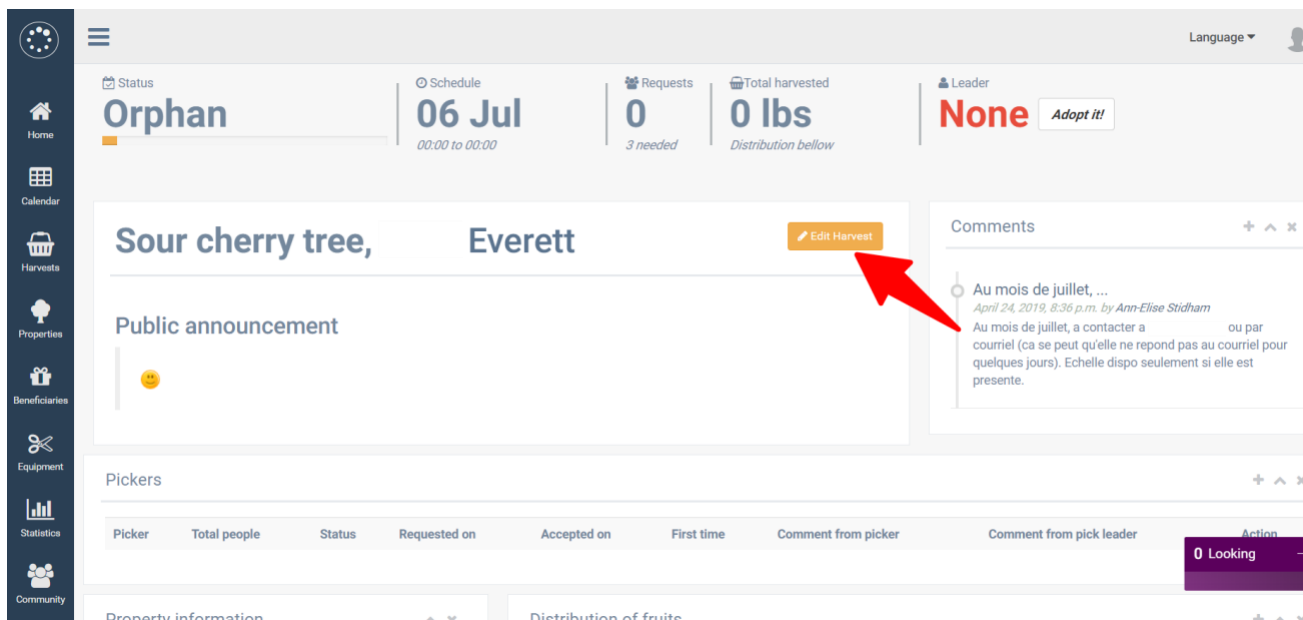 Language
Home
Calendar
Harvests
Properties
Beneficiaries
Equipment
Statistics
Community
Status
Orphan
Schedule
06 Jul
00:00 to 00:00
Requests
0
3 needed
Total harvested
0 lbs
Distribution bellow
Leader
None
Adopt it!
Sour cherry tree, Everett
Edit Harvest
Public announcement
Comments
Au mois de juillet, ...
April 24, 2019, 8:36 p.m. by Ann-Elise Stidham
Au mois de juillet, a contacter a ou par
courriel (ca se peut qu'elle ne repond pas au courriel pour
quelques jours). Echelle dispo seulement si elle est
presente.
Pickers
Picker Total people Status Requested on Accepted on First time Comment from picker Comment from pick leader Action
0 Looking
Property information
Distribution of fruits